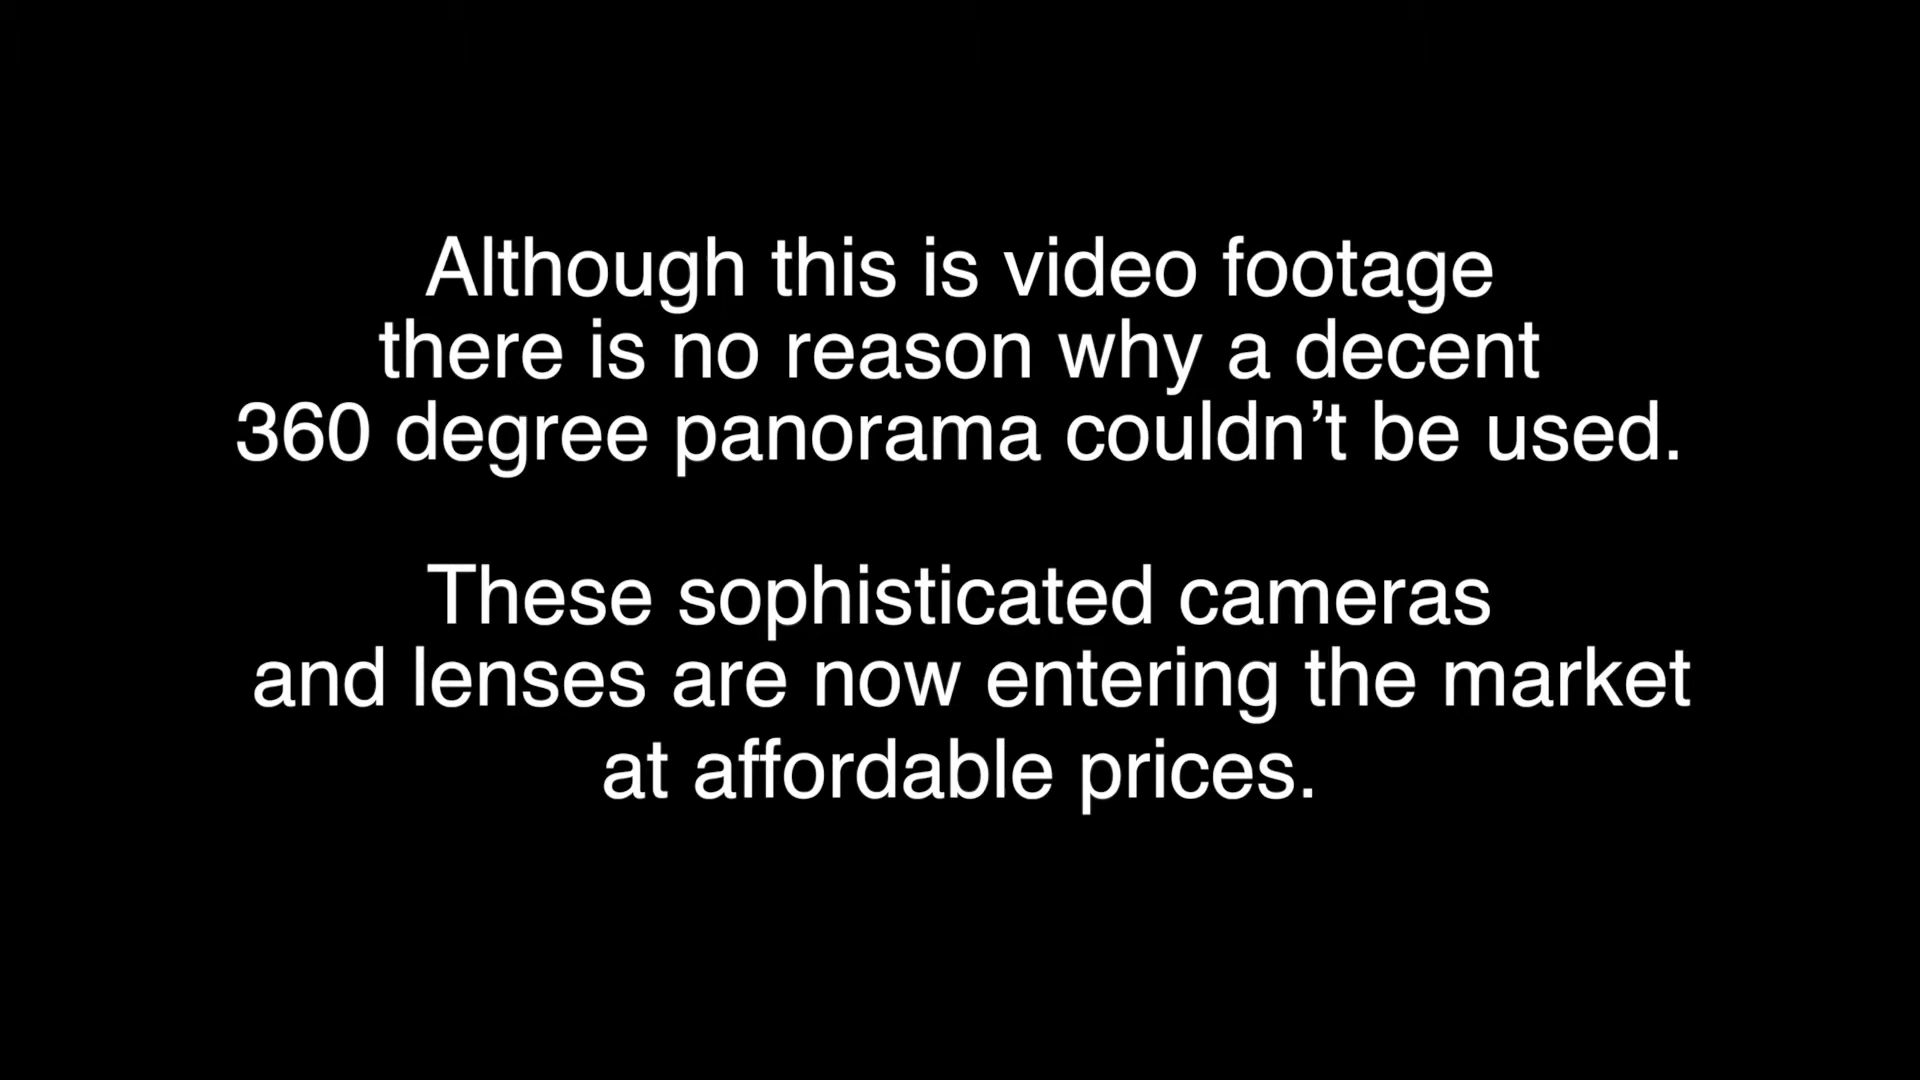 Although this is video footage
there is no reason why a decent
360 degree panorama couldn’t be used.
These sophisticated cameras
and lenses are now entering the market
at affordable prices.